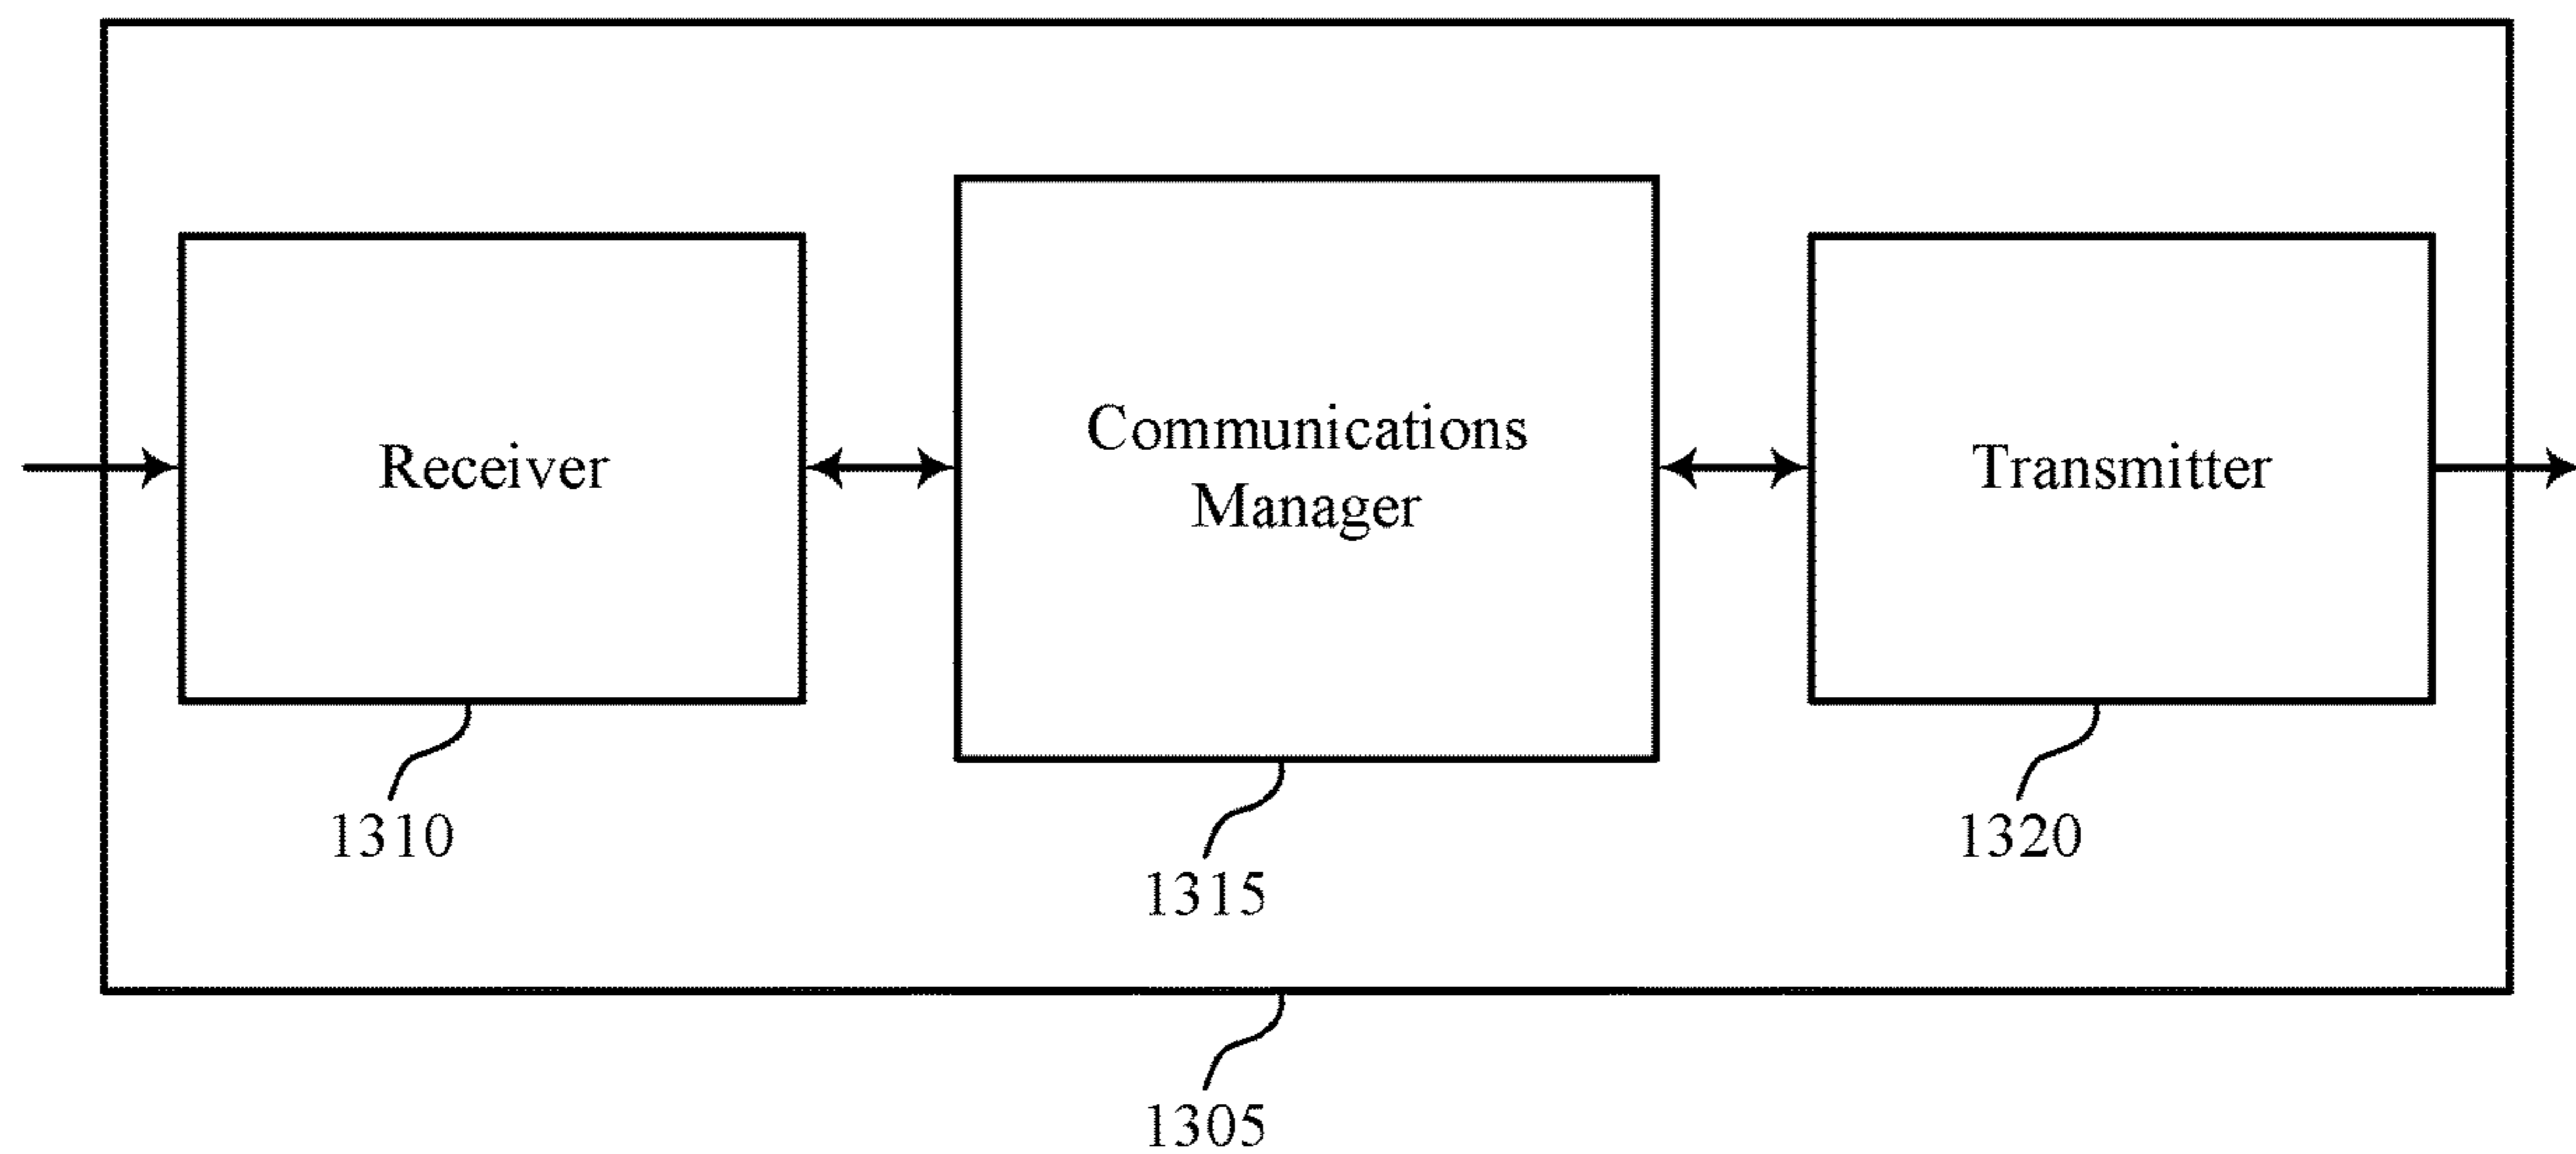 Receiver
Communications
Manager
Transmitter
1310
1315
1320
1305